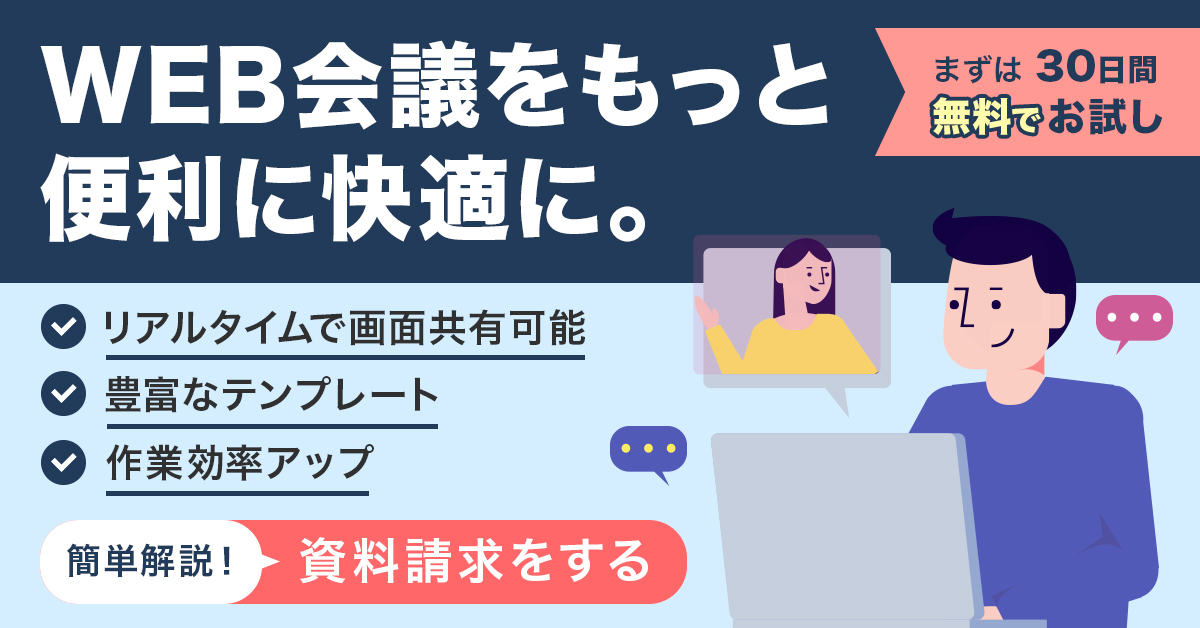 WEB会議をもっと
便利に快適に。
まずは 30日間
無料でお試し
リアルタイムで画面共有可能
豊富なテンプレート
作業効率アップ
簡単解説！
資料請求をする